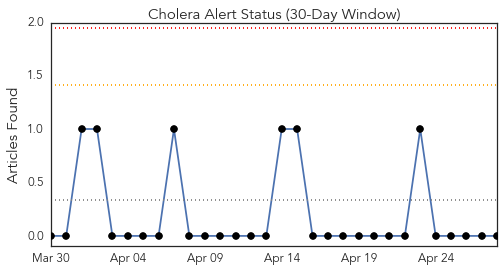 Cholera Alert Status (30-Day Window)
Articles Found
2.0
1.5
1.0
0.5
0.0
Mar 30 Apr 04 Apr 09 Apr 14 Apr 19 Apr 24